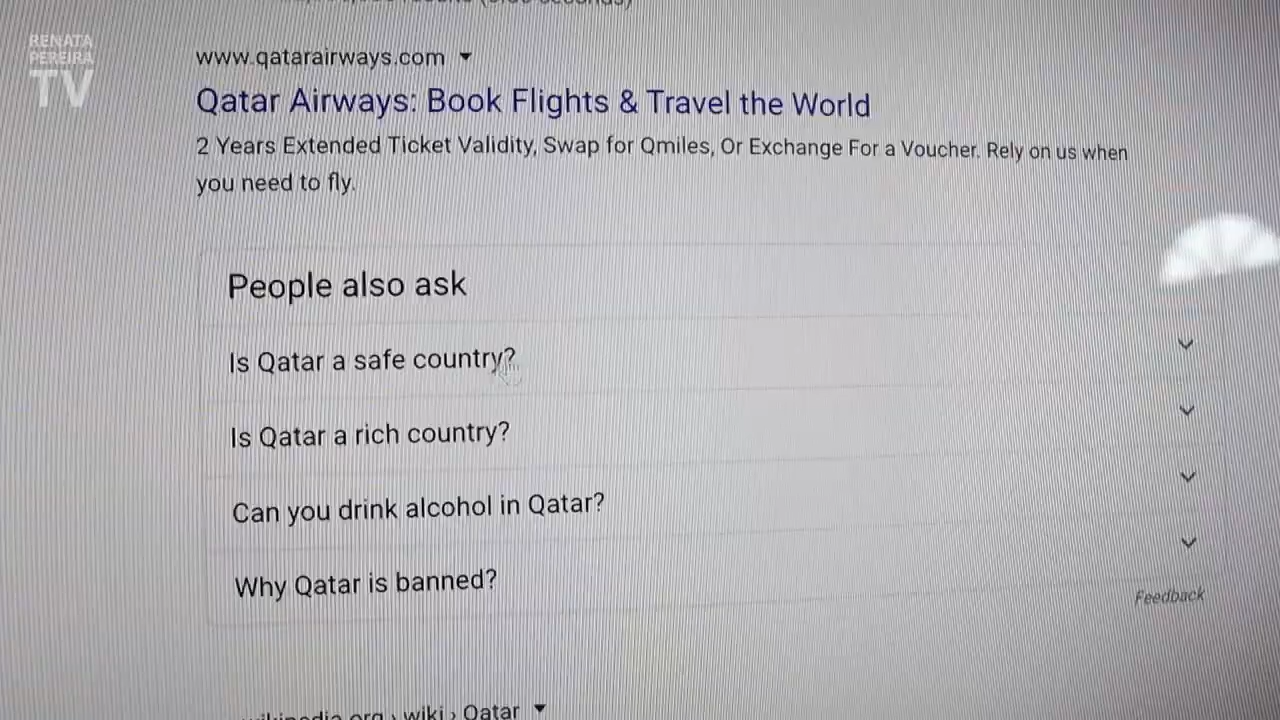 RENATA
PEREIRA
TV
www.qatarairways.com
Qatar Airways: Book Flights & Travel the World
2 Years Extended Ticket Validity, Swap for Qmiles, Or Exchange For a Voucher. Rely on us when
you need to fly.
People also ask
Is Qatar a safe country?
Is Qatar a rich country?
Can you drink alcohol in Qatar?
Why Qatar is banned?
Feedback
wiki › Qatar